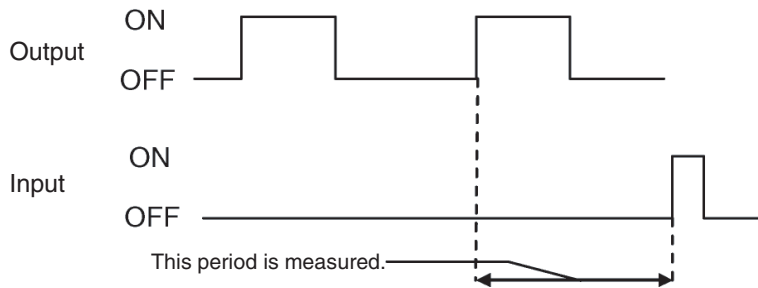 ON
Output
OFF
ON
Input
OFF
This period is measured.